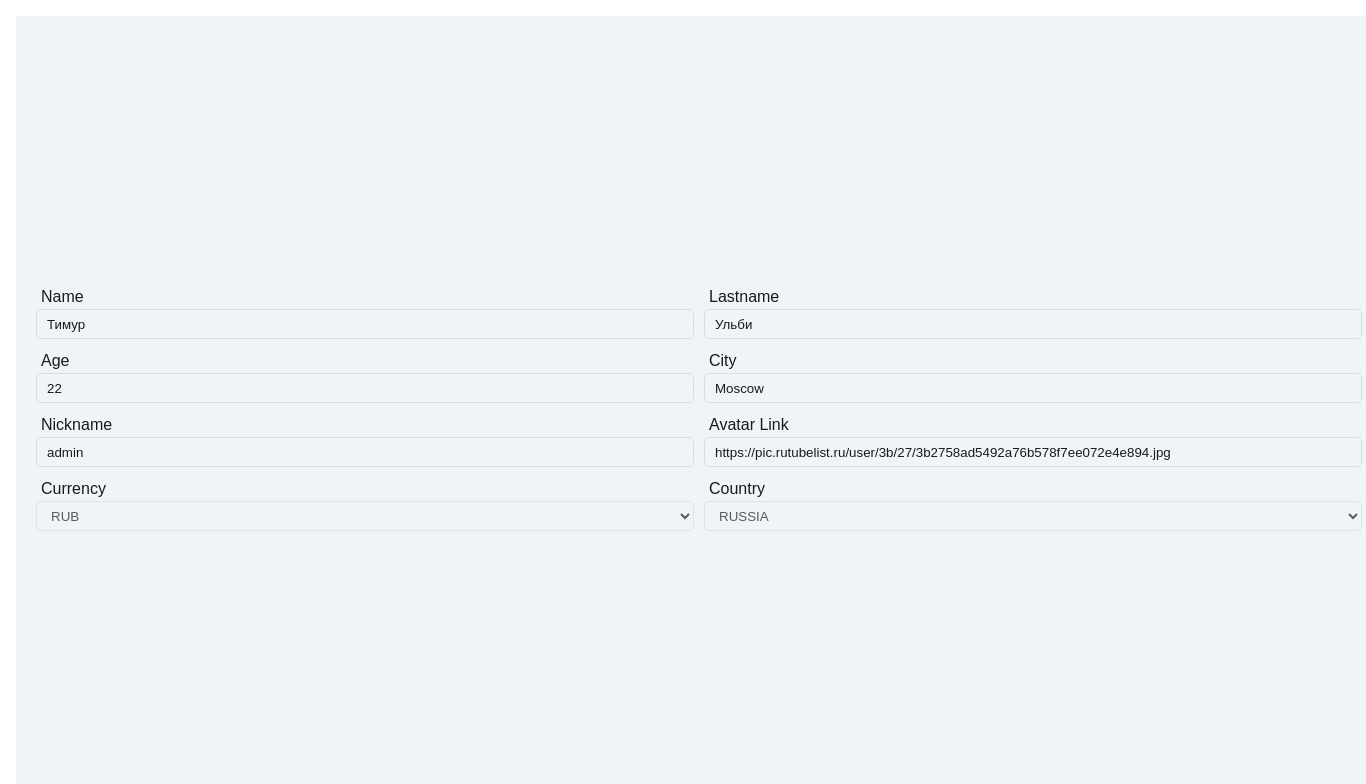 Name
Lastname
Тимур
Ульби
Age
City
22
Moscow
Nickname
Avatar Link
admin
https://pic.rutubelist.ru/user/3b/27/3b2758ad5492a76b578f7ee072e4e894.jpg
Currency
Country
RUB
RUSSIA